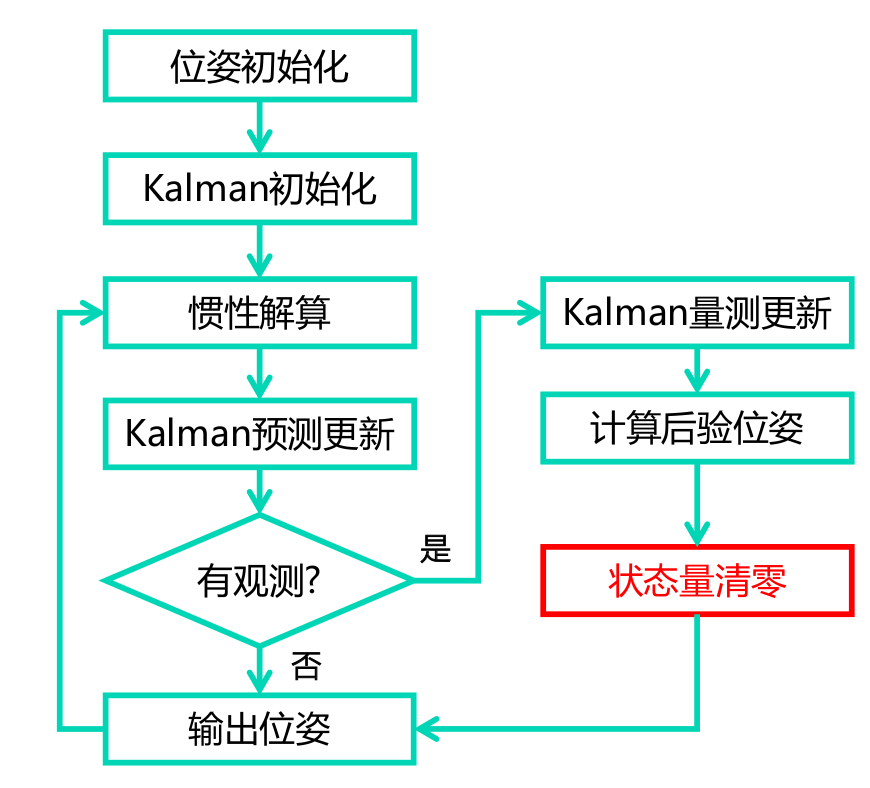 位姿初始化
Kalman初始化
惯性解算
Kalman预测更新
有观测?
是
否
输出位姿
Kalman量测更新
计算后验位姿
状态量清零